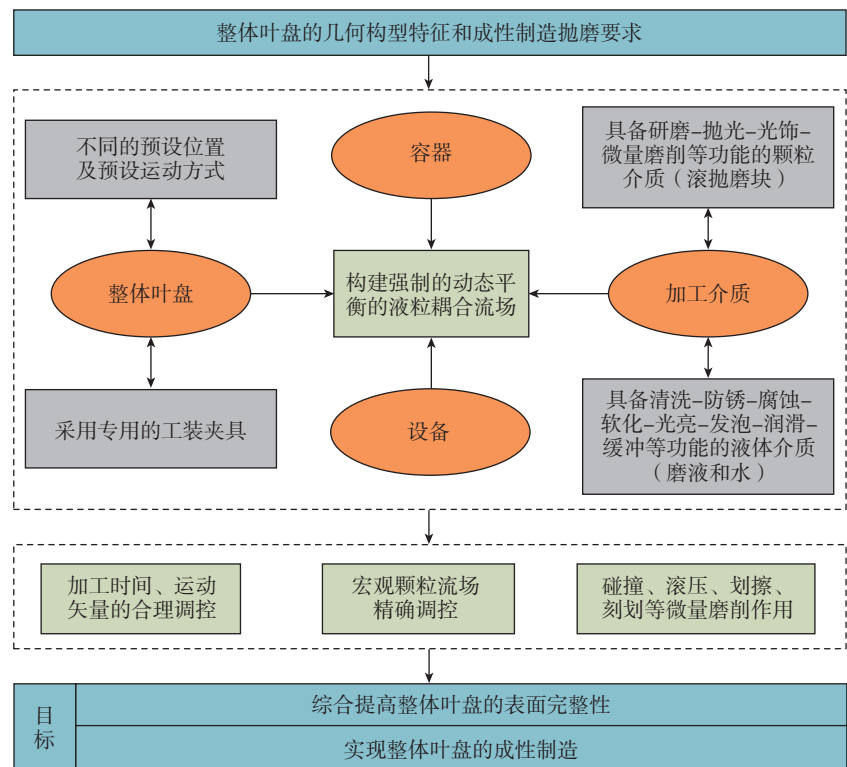 整体叶盘的几何构型特征和成性制造抛磨要求
不同的预设位置
及预设运动方式
容器
具备研磨–抛光–光饰–
微量磨削等功能的颗粒
介质（滚抛磨块）
整体叶盘
构建强制的动态平
衡的液粒耦合流场
加工介质
采用专用的工装夹具
设备
具备清洗–防锈–腐蚀–
软化–光亮–发泡–润滑–
缓冲等功能的液体介质
（磨液和水）
加工时间、运动
矢量的合理调控
宏观颗粒流场
精确调控
碰撞、滚压、划擦、
刻划等微量磨削作用
目
标
综合提高整体叶盘的表面完整性
实现整体叶盘的成性制造